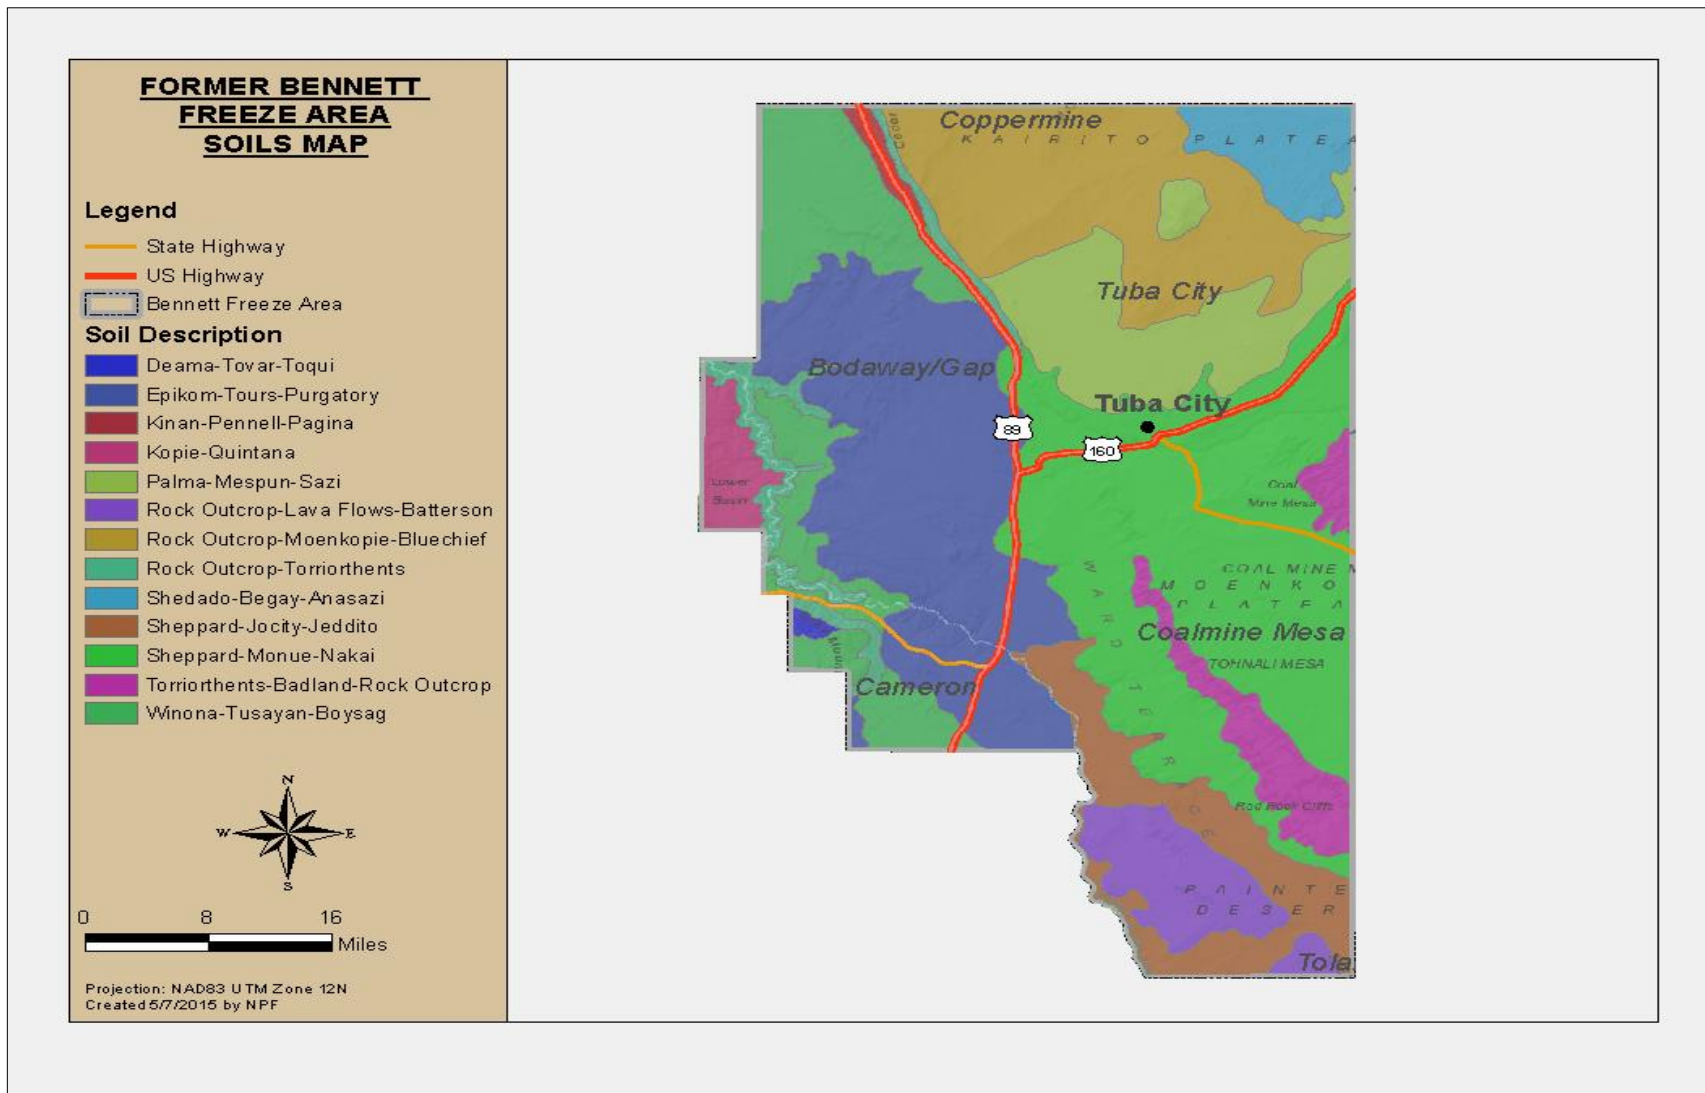 FORMER BENNETT
FREEZE AREA
SOILS MAP
Legend
State Highway
US Highway
Bennett Freeze Area
Soil Description
Deama-Tovar-Toqui
Epikom-Tours-Purgatory
Kinan-Pennell-Pagina
Kopie-Quintana
Palma-Mespun-Sazi
Rock Outcrop-Lava Flows-Batterson
Rock Outcrop-Moenkopie-Bluechief
Rock Outcrop-Torriorthents
Shedado-Begay-Anasazi
Sheppard-Jocity-Jeddito
Sheppard-Monue-Nakai
Torriorthents-Badland-Rock Outcrop
Winona-Tusayan-Boysag
N
W E
S
0 8 16
Miles
Projection: NAD83 UTM Zone 12N
Created 5/7/2015 by NPF
Coppermine
KAIBITO PLATEA
Tuba City
Bodaway/Gap
Tuba City
89
160
Lower
Coal
Mine Mesa
COAL MINE M
MOENKO
PLATEA
WARD TERRACE
Coalmine Mesa
TOHNALI MESA
Cameron
Red Rock Cliffs
PAINTE
DESER
Tola